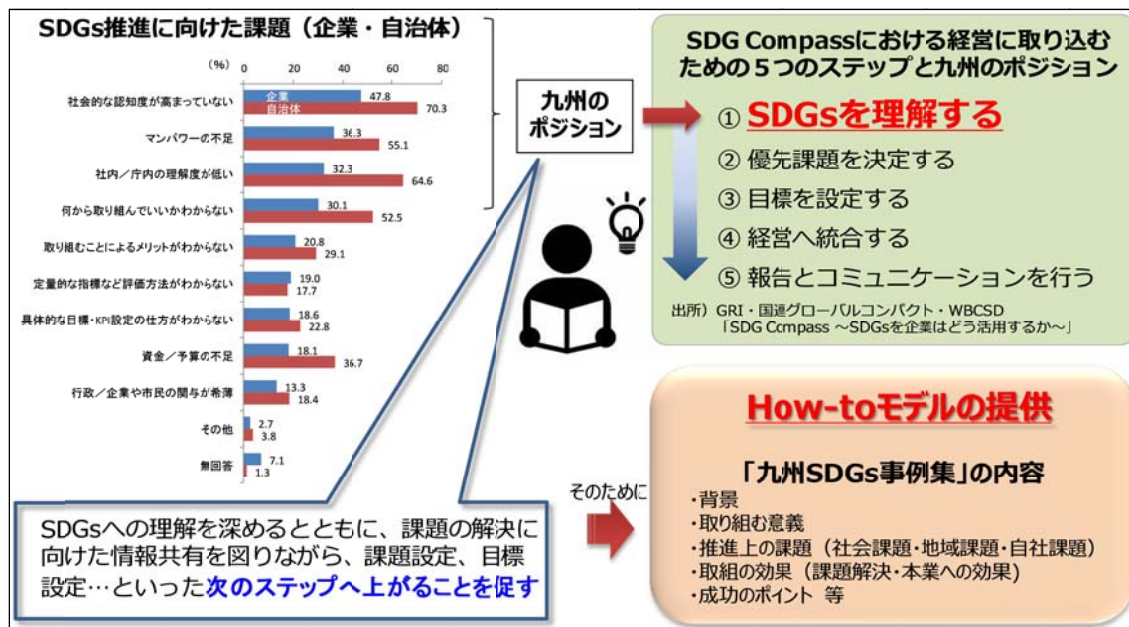 SDGs推進に向けた課題（企業・自治体）
（%）
0 20 40 60 80
企業
自治体
社会的な認知度が高まっていない 47.8 70.3
マンパワーの不足 36.3 55.1
社内／庁内の理解度が低い 32.3 64.6
何から取り組んでいいかわからない 30.1 52.5
取り組むことによるメリットがわからない 20.8 29.1
定量的な指標など評価方法がわからない 19.0 17.7
具体的な目標・KPI設定の仕方がわからない 18.6 22.8
資金／予算の不足 18.1 36.7
行政／企業や市民の関与が希薄 13.3 18.4
その他 2.7 3.8
無回答 7.1 1.3
九州の
ポジション
SDGsへの理解を深めるとともに、課題の解決に
向けた情報共有を図りながら、課題設定、目標
設定…といった次のステップへ上がることを促す
SDG Compassにおける経営に取り込む
ための５つのステップと九州のポジション
① SDGsを理解する
② 優先課題を決定する
③ 目標を設定する
④ 経営へ統合する
⑤ 報告とコミュニケーションを行う
出所）GRI・国連グローバルコンパクト・WBCSD
「SDG Compass ～SDGsを企業はどう活用するか～」
そのために
How-toモデルの提供
「九州SDGs事例集」の内容
・背景
・取り組む意義
・推進上の課題（社会課題・地域課題・自社課題）
・取組の効果（課題解決・本業への効果)
・成功のポイント 等